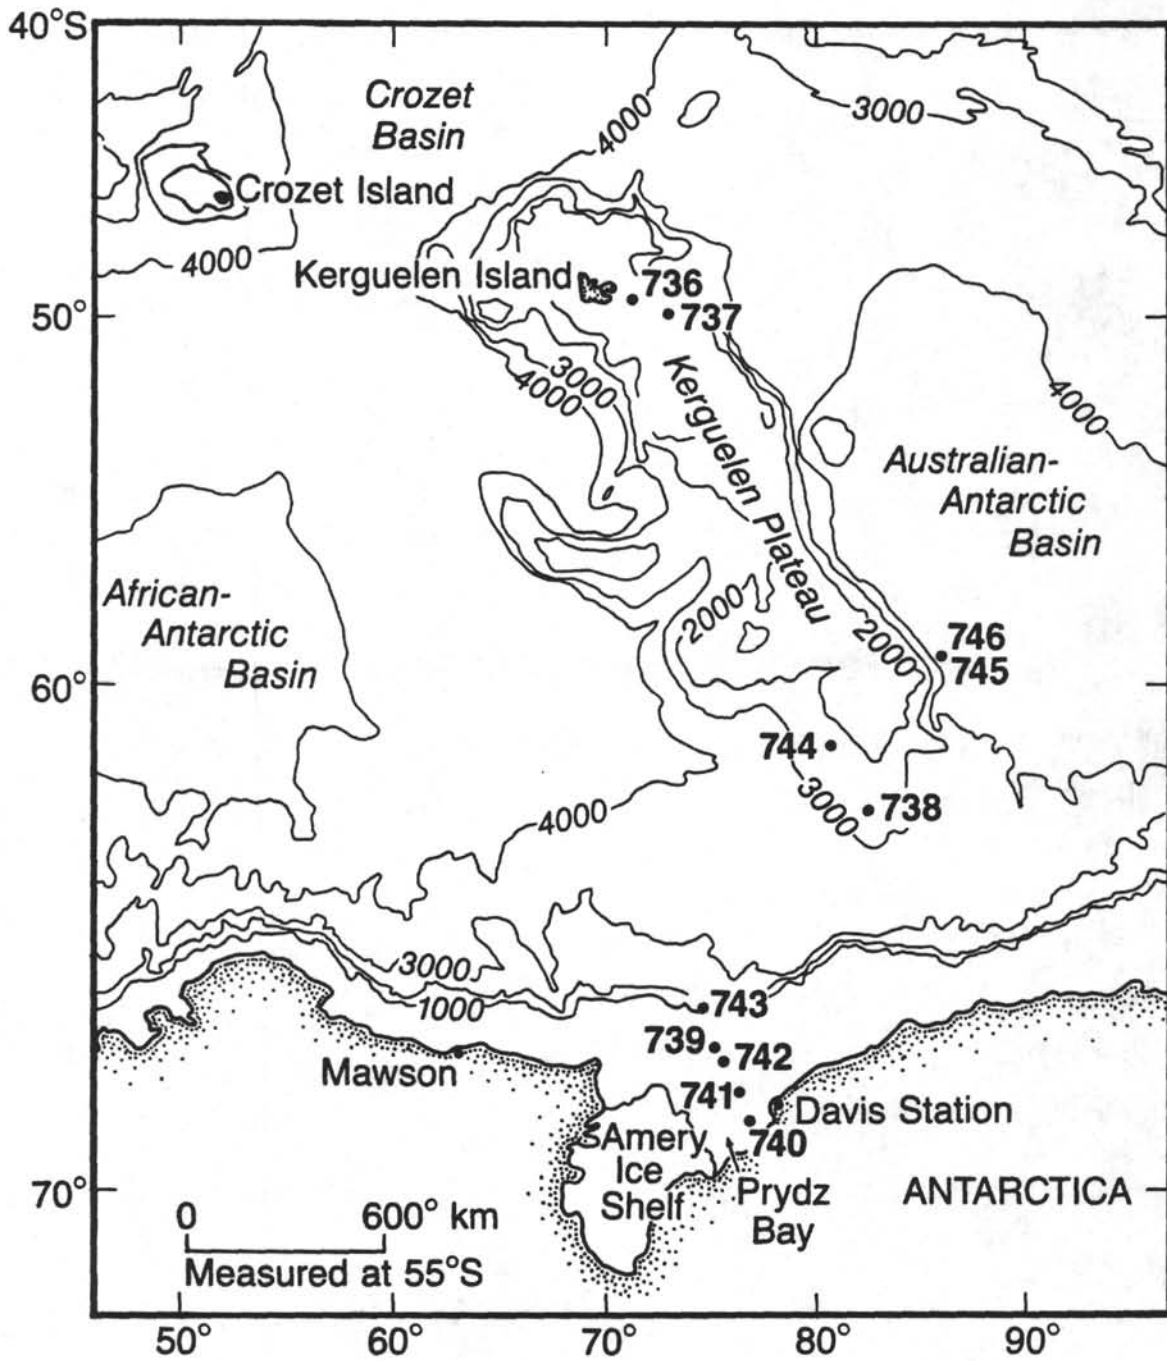 40°S
Crozet
Basin
4000
3000
Crozet Island
4000
Kerguelen Island
736
737
50°
3000
4000
Kerguelen Plateau
4000
Australian-
Antarctic
Basin
African-
Antarctic
Basin
2000
2000
746
745
60°
744
3000
738
4000
3000
1000
743
739
742
Mawson
741
Davis Station
740
Amery
Ice
Shelf
Prydz
Bay
ANTARCTICA
70°
0 600° km
Measured at 55°S
50° 60° 70° 80° 90°